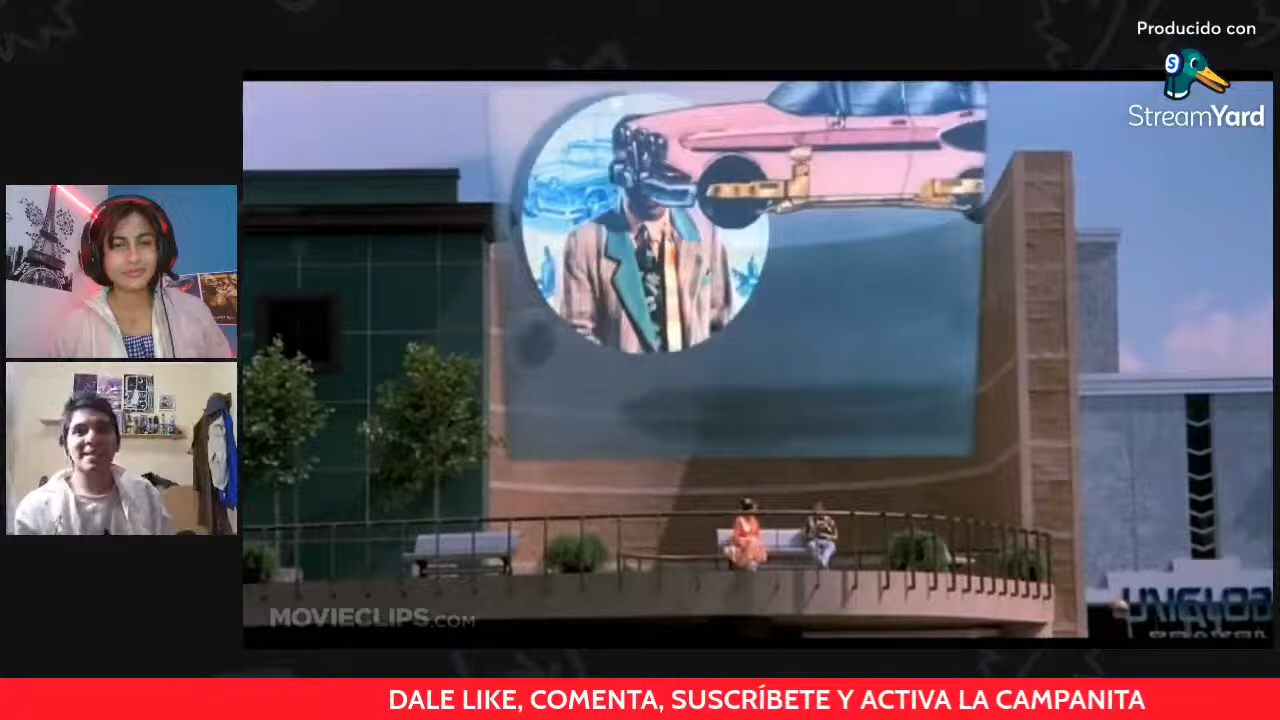 Producido con
S
StreamYard
MOVIECLIPS.COM
DALE LIKE, COMENTA, SUSCRÍBETE Y ACTIVA LA CAMPANITA